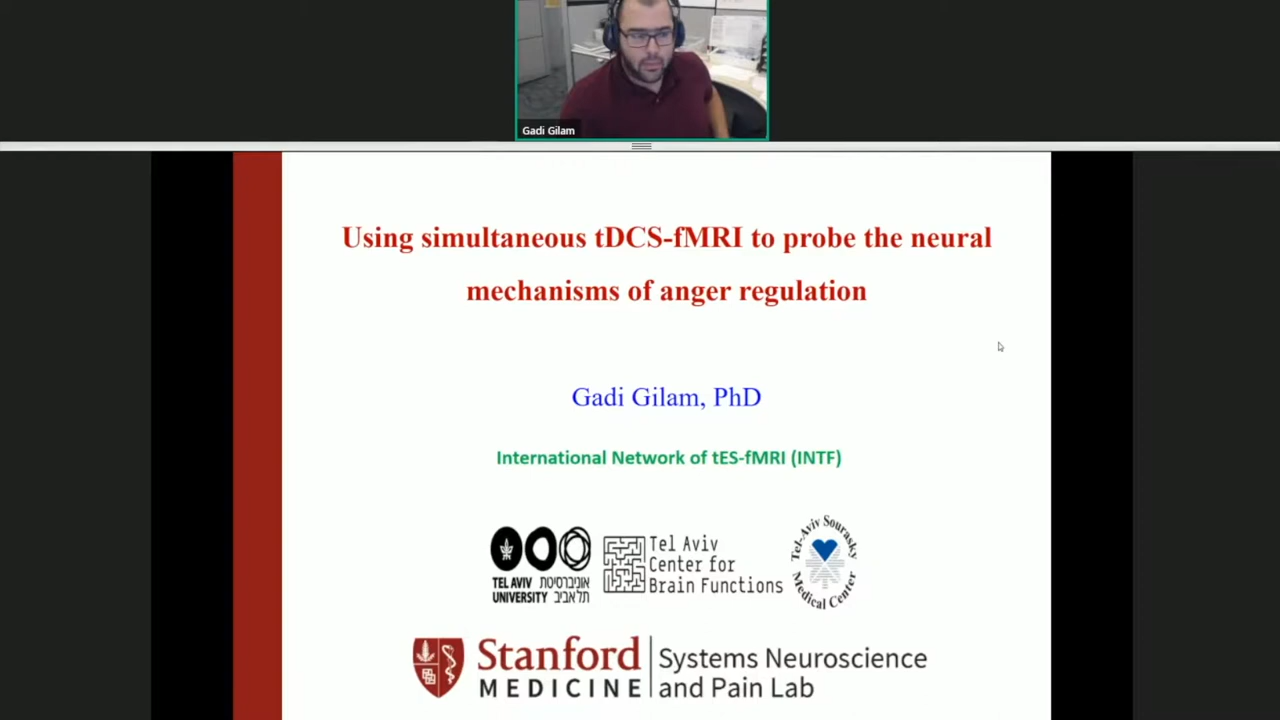 Gadi Gilam
Using simultaneous tDCS-fMRI to probe the neural
mechanisms of anger regulation
Gadi Gilam, PhD
International Network of tES-fMRI (INTF)
TEL AVIV אוניברסיטת
UNIVERSITY תל אביב
Tel Aviv
Center for
Brain Functions
Tel-Aviv Sourasky
Medical Center
Stanford
MEDICINE
Systems Neuroscience
and Pain Lab